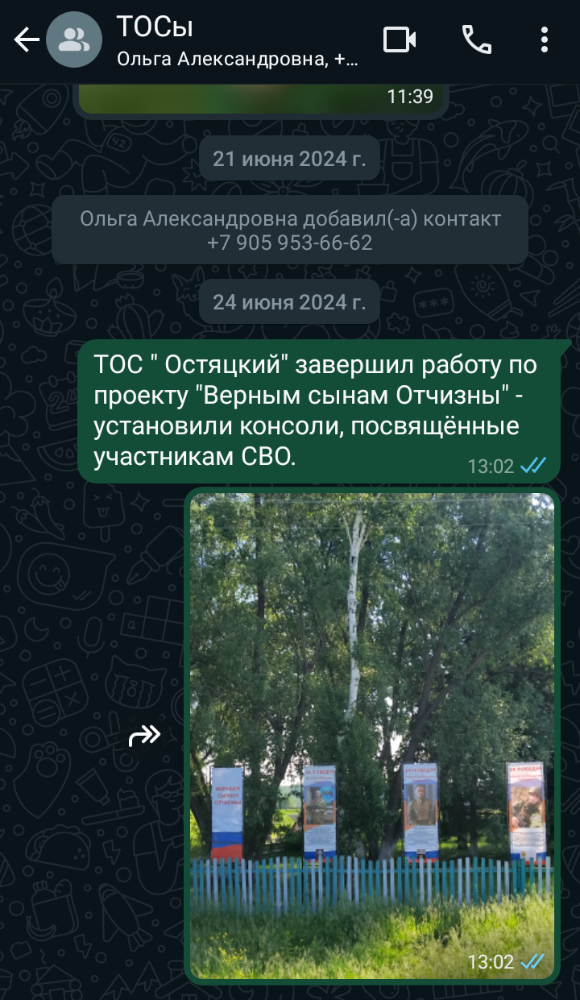 ТОСы
Ольга Александровна, +...
11:39
21 июня 2024 г.
Ольга Александровна добавил(-а) контакт
+7 905 953-66-62
24 июня 2024 г.
ТОС " Остяцкий" завершил работу по
проекту "Верным сынам Отчизны" -
установили консоли, посвящённые
участникам СВО.
13:02
ВЕРНЫМ
СЫНАМ
ОТЧИЗНЫ
ЗА ПОБЕДУ!
ЗА ПОБЕДУ!
ЗА ПОБЕДУ!
13:02